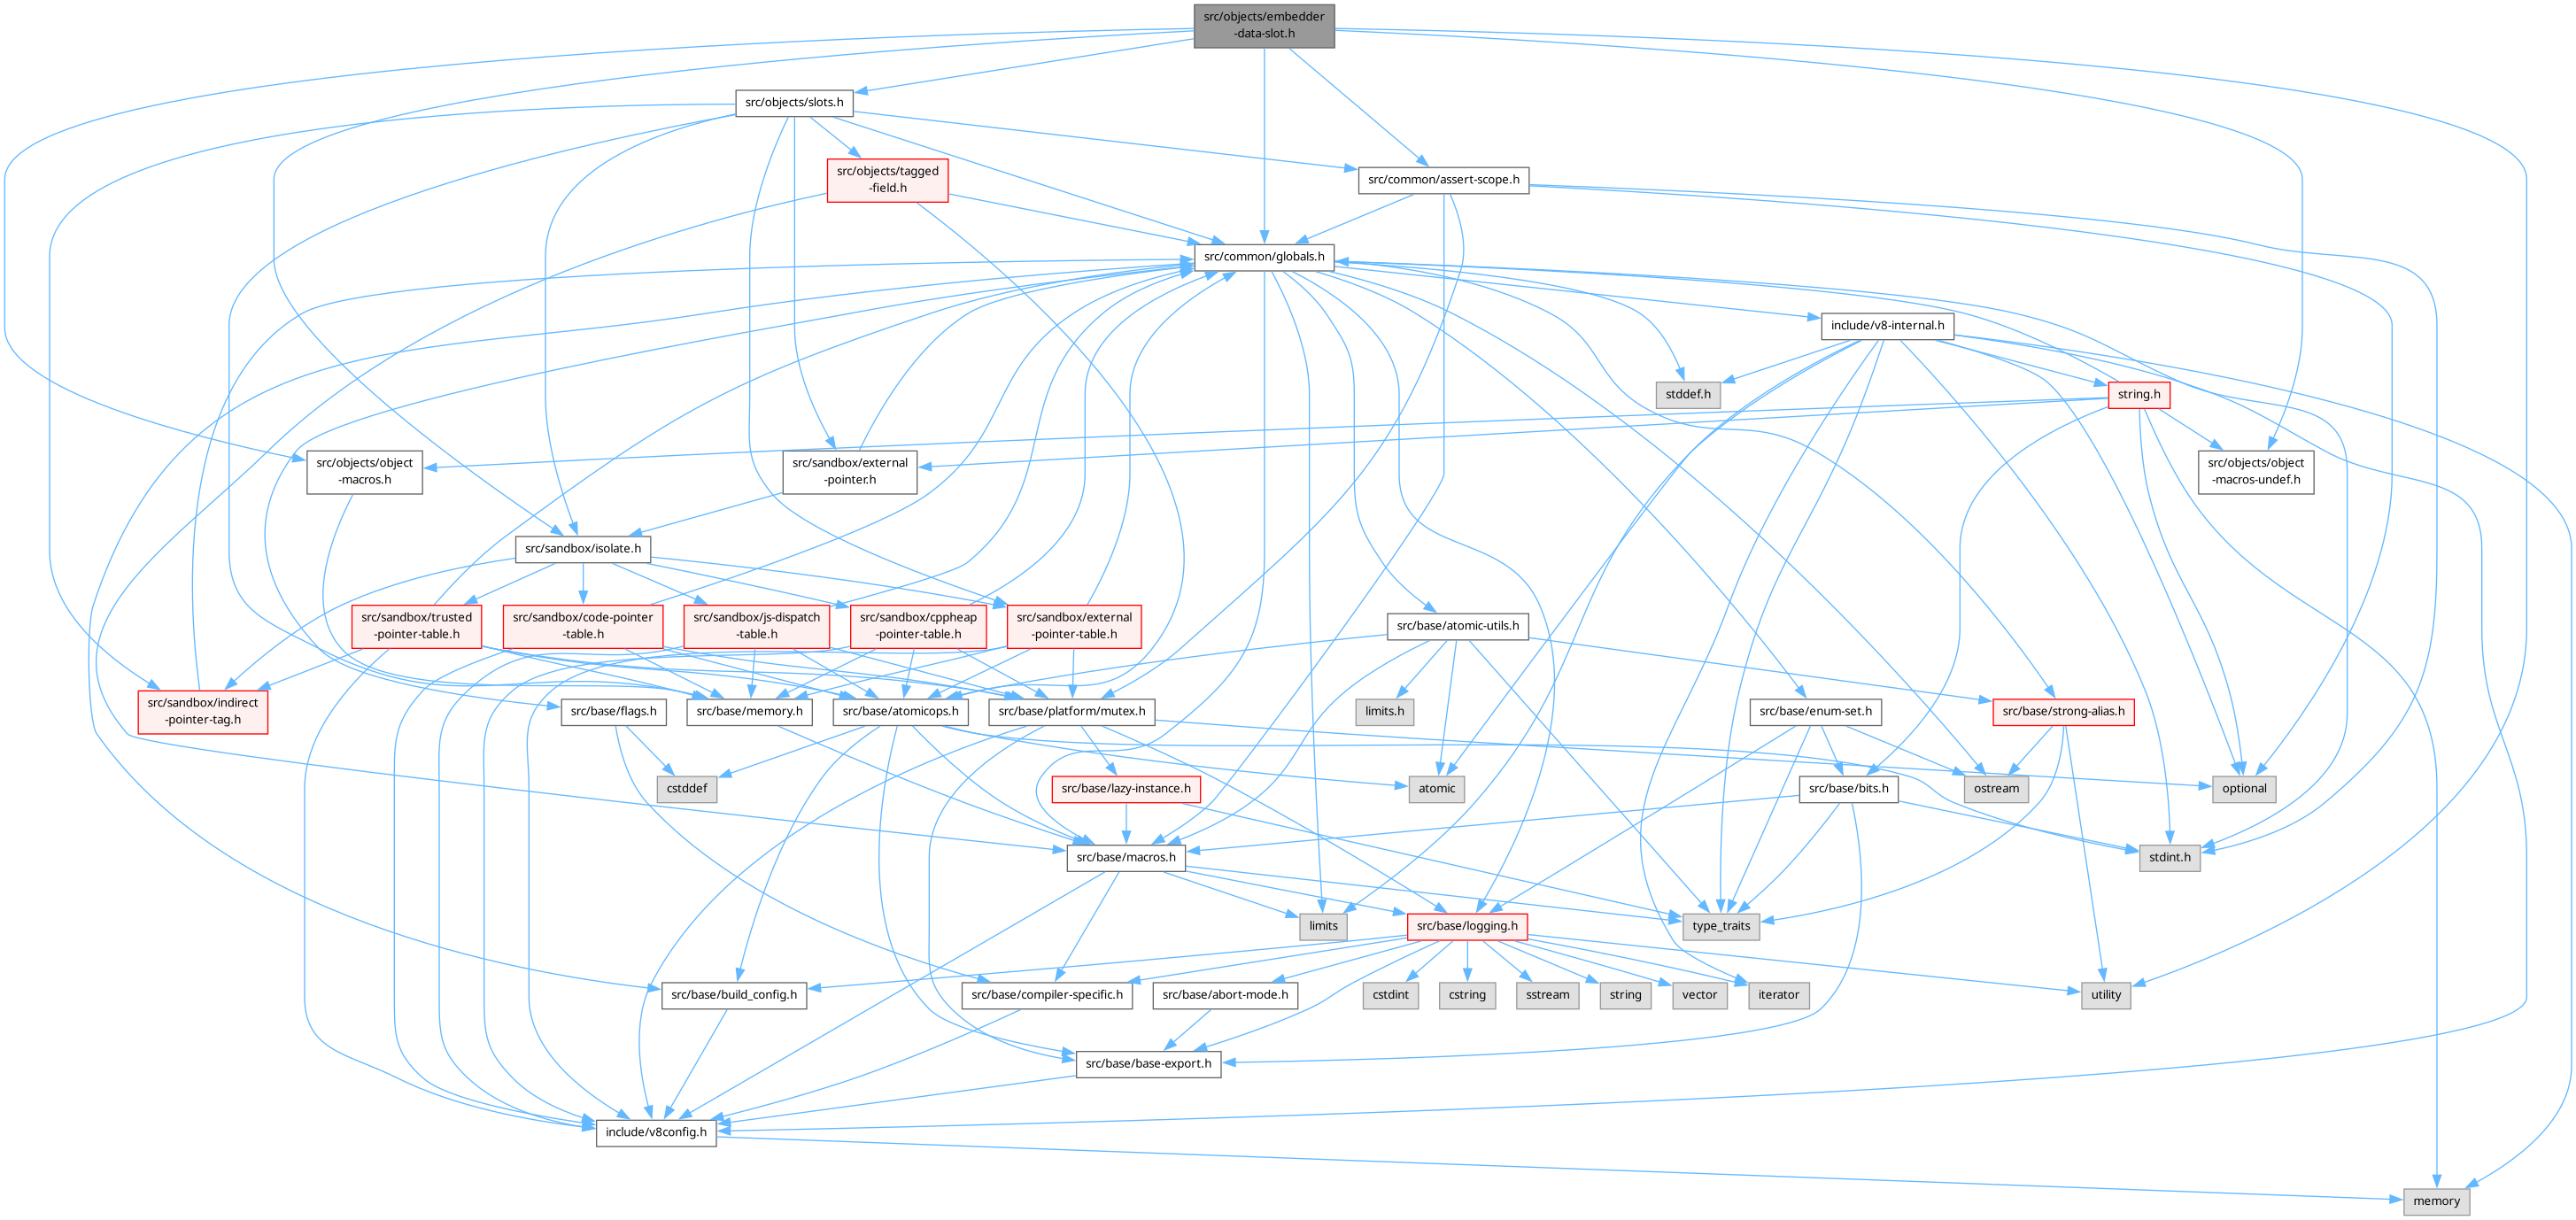 src/objects/embedder
-data-slot.h
src/objects/slots.h
src/objects/tagged
-field.h
src/common/assert-scope.h
src/common/globals.h
include/v8-internal.h
stddef.h
string.h
src/objects/object
-macros.h
src/sandbox/external
-pointer.h
src/objects/object
-macros-undef.h
src/sandbox/isolate.h
src/sandbox/trusted
-pointer-table.h
src/sandbox/code-pointer
-table.h
src/sandbox/js-dispatch
-table.h
src/sandbox/cppheap
-pointer-table.h
src/sandbox/external
-pointer-table.h
src/base/atomic-utils.h
src/sandbox/indirect
-pointer-tag.h
src/base/flags.h
src/base/memory.h
src/base/atomicops.h
src/base/platform/mutex.h
limits.h
src/base/enum-set.h
src/base/strong-alias.h
cstddef
src/base/lazy-instance.h
atomic
src/base/bits.h
ostream
optional
src/base/macros.h
stdint.h
limits
src/base/logging.h
type_traits
src/base/build_config.h
src/base/compiler-specific.h
src/base/abort-mode.h
cstdint
cstring
sstream
string
vector
iterator
utility
src/base/base-export.h
include/v8config.h
memory